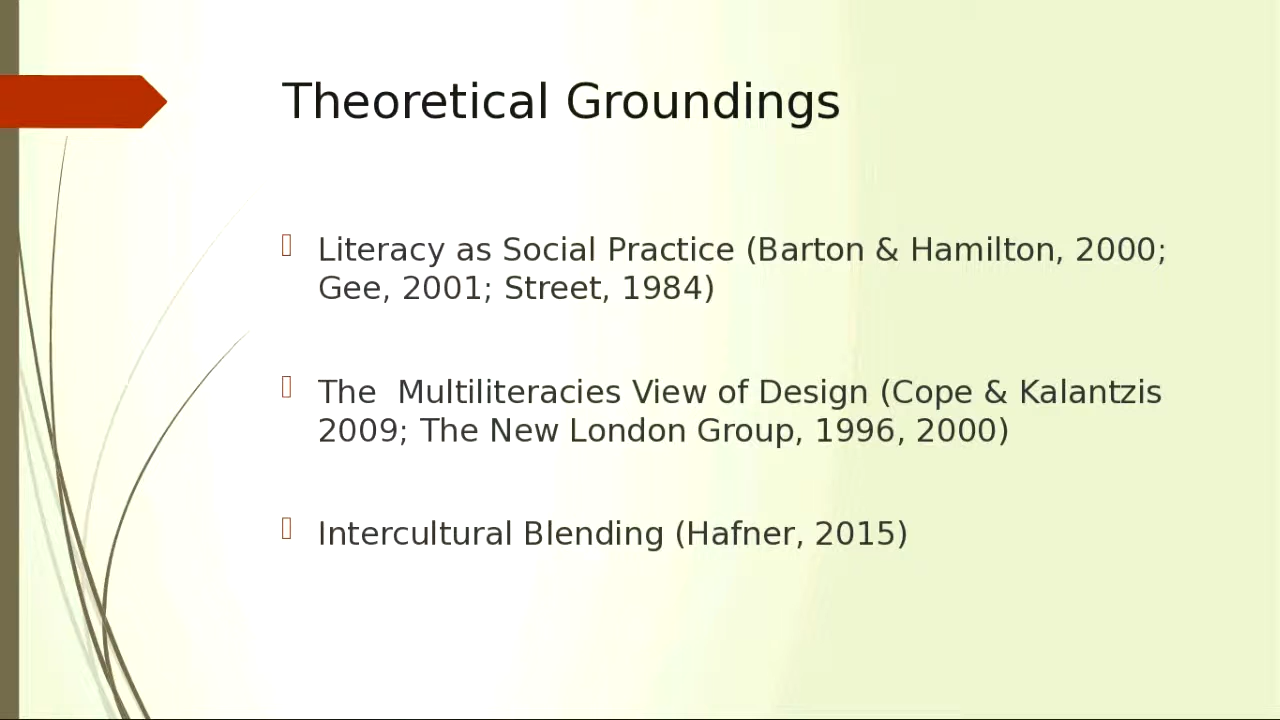 Theoretical Groundings
Literacy as Social Practice (Barton & Hamilton, 2000;
Gee, 2001; Street, 1984)
The  Multiliteracies View of Design (Cope & Kalantzis
2009; The New London Group, 1996, 2000)
Intercultural Blending (Hafner, 2015)